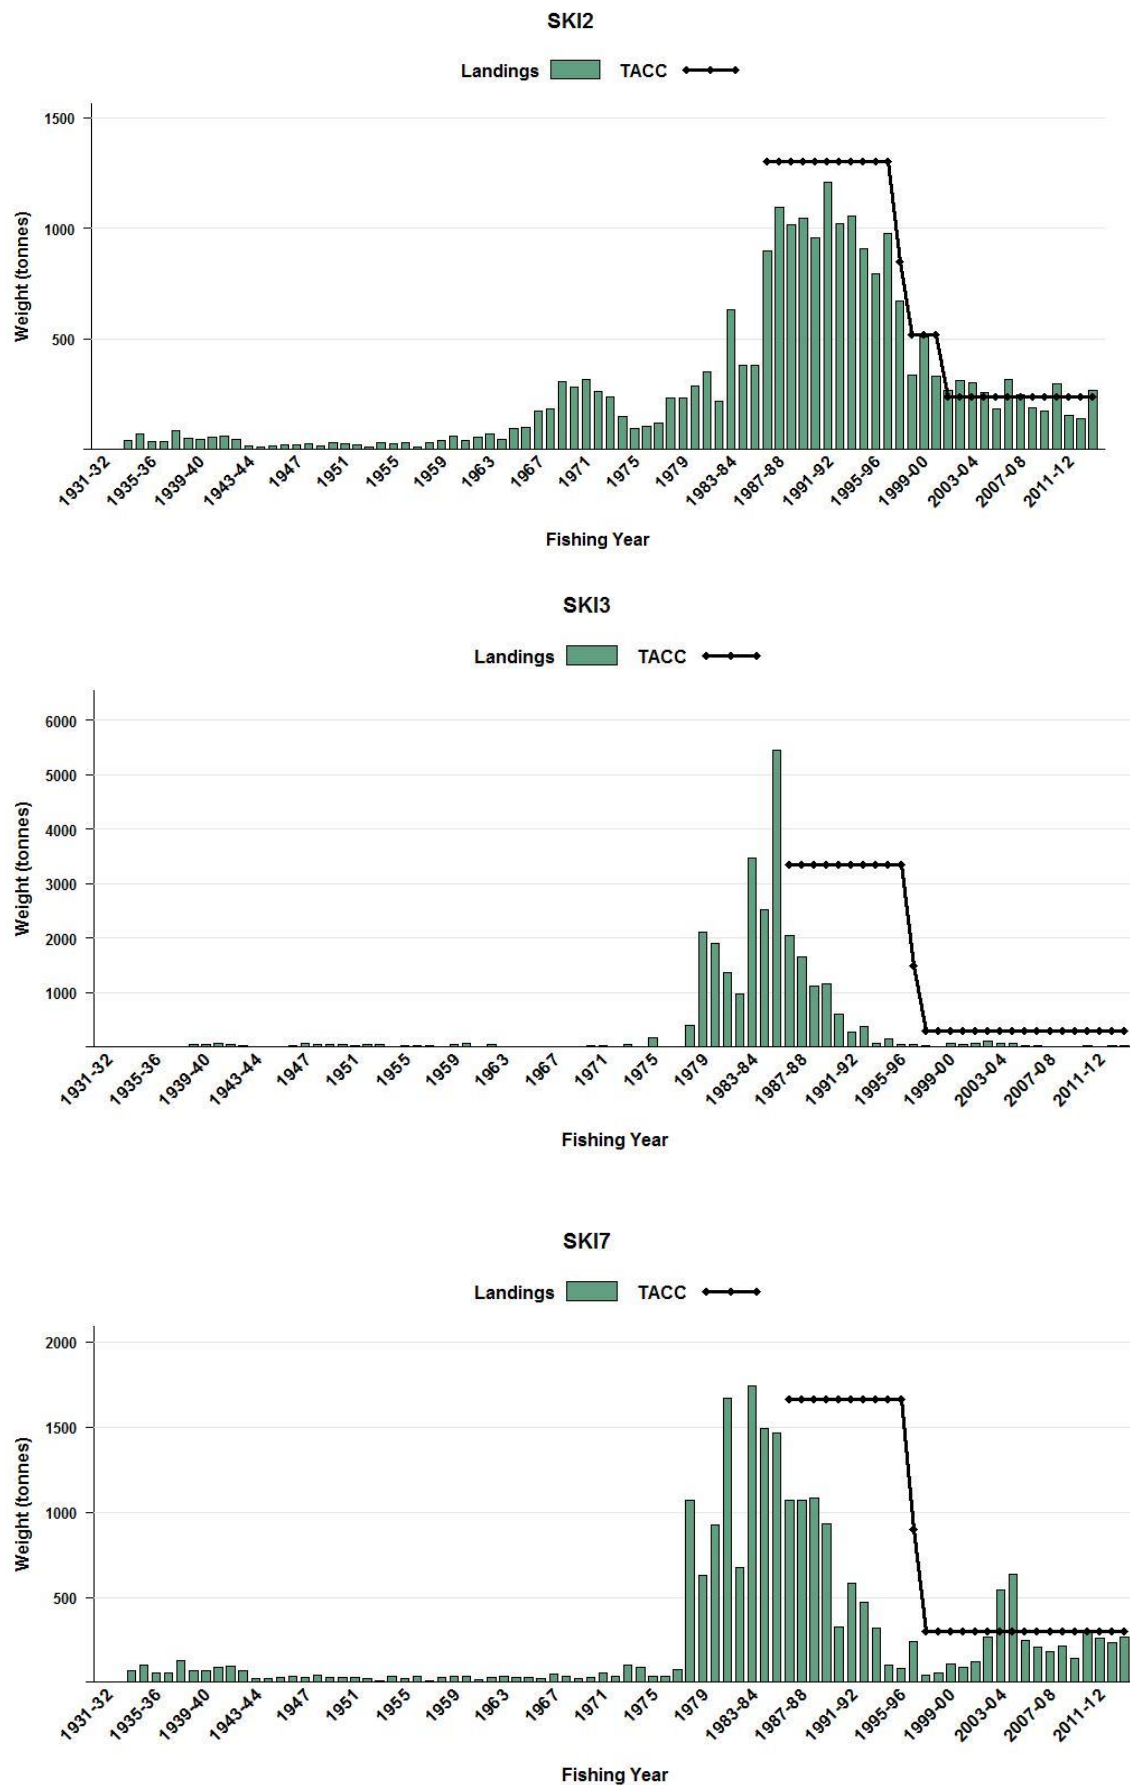 SKI2
Landings TACC
1500
1000
500
Weight (tonnes)
1931-32 1935-36 1939-40 1943-44 1947 1951 1955 1959 1963 1967 1971 1975 1979 1983-84 1987-88 1991-92 1995-96 1999-00 2003-04 2007-08 2011-12
Fishing Year
SKI3
Landings TACC
6000
5000
4000
3000
2000
1000
Weight (tonnes)
1931-32 1935-36 1939-40 1943-44 1947 1951 1955 1959 1963 1967 1971 1975 1979 1983-84 1987-88 1991-92 1995-96 1999-00 2003-04 2007-08 2011-12
Fishing Year
SKI7
Landings TACC
2000
1500
1000
500
Weight (tonnes)
1931-32 1935-36 1939-40 1943-44 1947 1951 1955 1959 1963 1967 1971 1975 1979 1983-84 1987-88 1991-92 1995-96 1999-00 2003-04 2007-08 2011-12
Fishing Year